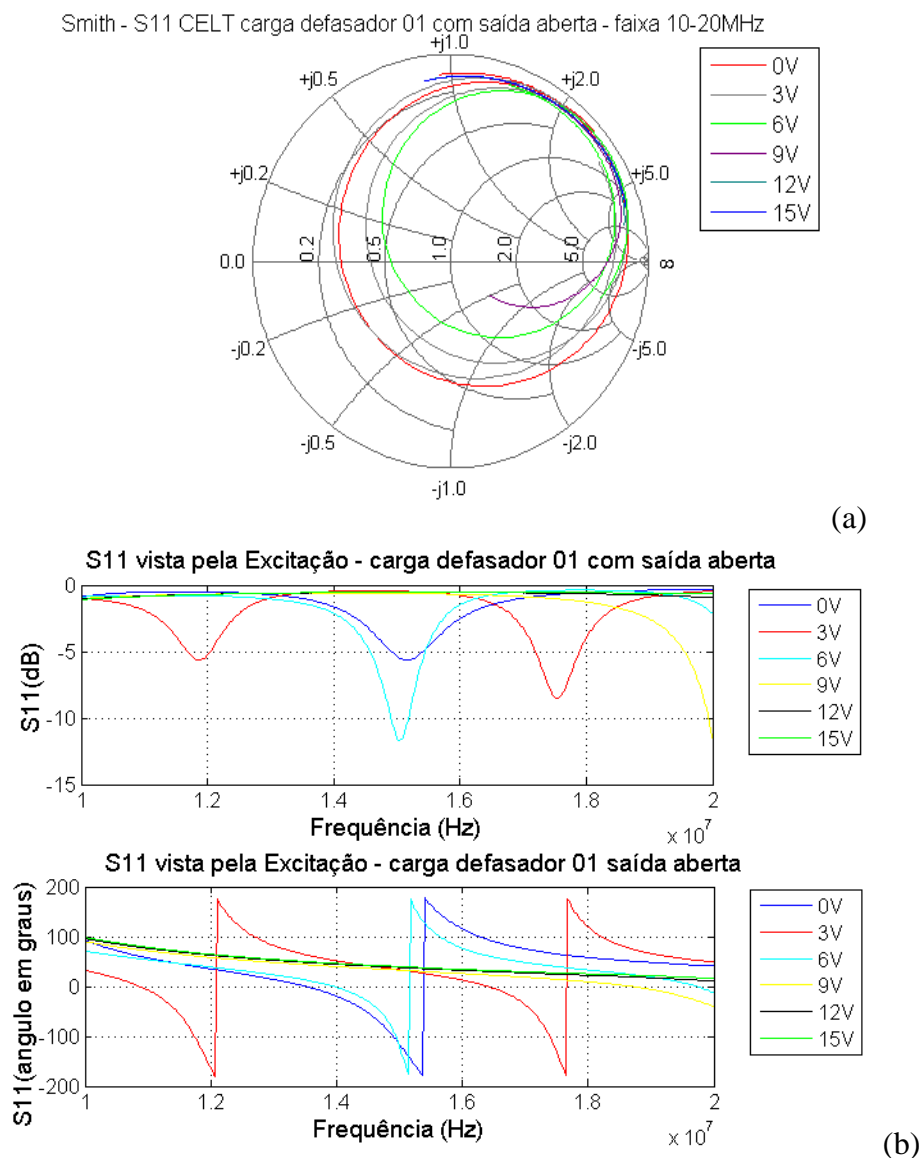 Smith - S11 CELT carga defasador 01 com saída aberta - faixa 10-20MHz
+j1.0
+j0.5
+j2.0
+j0.2
+j5.0
0.0
0.2
0.5
1.0
2.0
5.0
∞
-j0.2
-j5.0
-j0.5
-j2.0
-j1.0
0V
3V
6V
9V
12V
15V
(a)
S11 vista pela Excitação - carga defasador 01 com saída aberta
S11(dB)
0
-5
-10
-15
1
1.2
1.4
1.6
1.8
2
x 10⁷
Frequência (Hz)
0V
3V
6V
9V
12V
15V
S11 vista pela Excitação - carga defasador 01 saída aberta
S11(angulo em graus)
200
100
0
-100
-200
1
1.2
1.4
1.6
1.8
2
x 10⁷
Frequência (Hz)
0V
3V
6V
9V
12V
15V
(b)